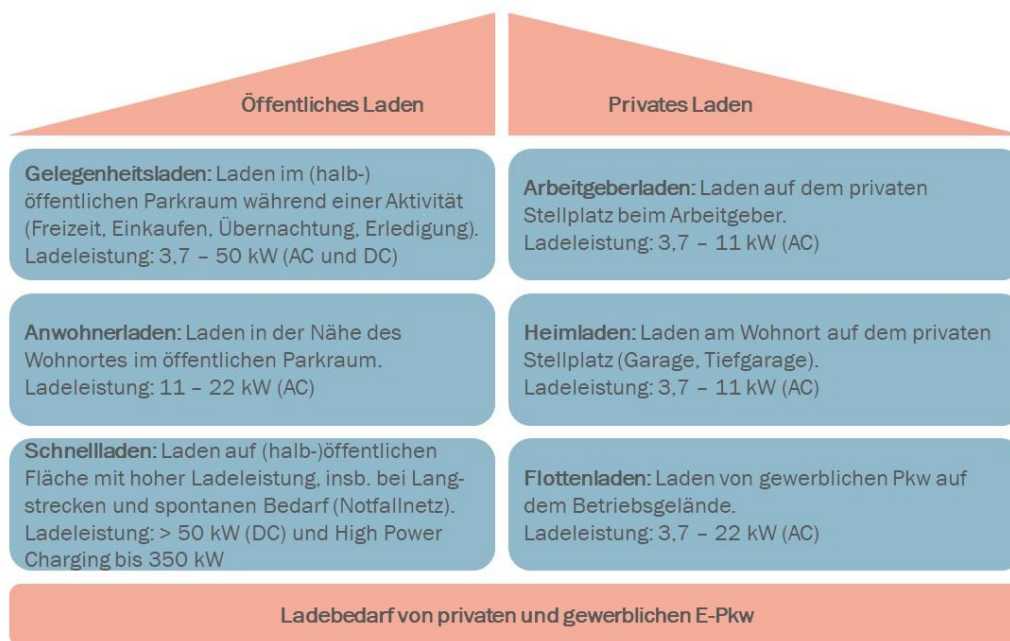 Öffentliches Laden
Privates Laden
Gelegenheitsladen: Laden im (halb-)
öffentlichen Parkraum während einer Aktivität
(Freizeit, Einkaufen, Übernachtung, Erledigung).
Ladeleistung: 3,7 – 50 kW (AC und DC)
Arbeitgeberladen: Laden auf dem privaten
Stellplatz beim Arbeitgeber.
Ladeleistung: 3,7 – 11 kW (AC)
Anwohnerladen: Laden in der Nähe des
Wohnortes im öffentlichen Parkraum.
Ladeleistung: 11 – 22 kW (AC)
Heimladen: Laden am Wohnort auf dem privaten
Stellplatz (Garage, Tiefgarage).
Ladeleistung: 3,7 – 11 kW (AC)
Schnellladen: Laden auf (halb-)öffentlichen
Fläche mit hoher Ladeleistung, insb. bei Lang-
strecken und spontanen Bedarf (Notfallnetz).
Ladeleistung: > 50 kW (DC) und High Power
Charging bis 350 kW
Flottenladen: Laden von gewerblichen Pkw auf
dem Betriebsgelände.
Ladeleistung: 3,7 – 22 kW (AC)
Ladebedarf von privaten und gewerblichen E-Pkw